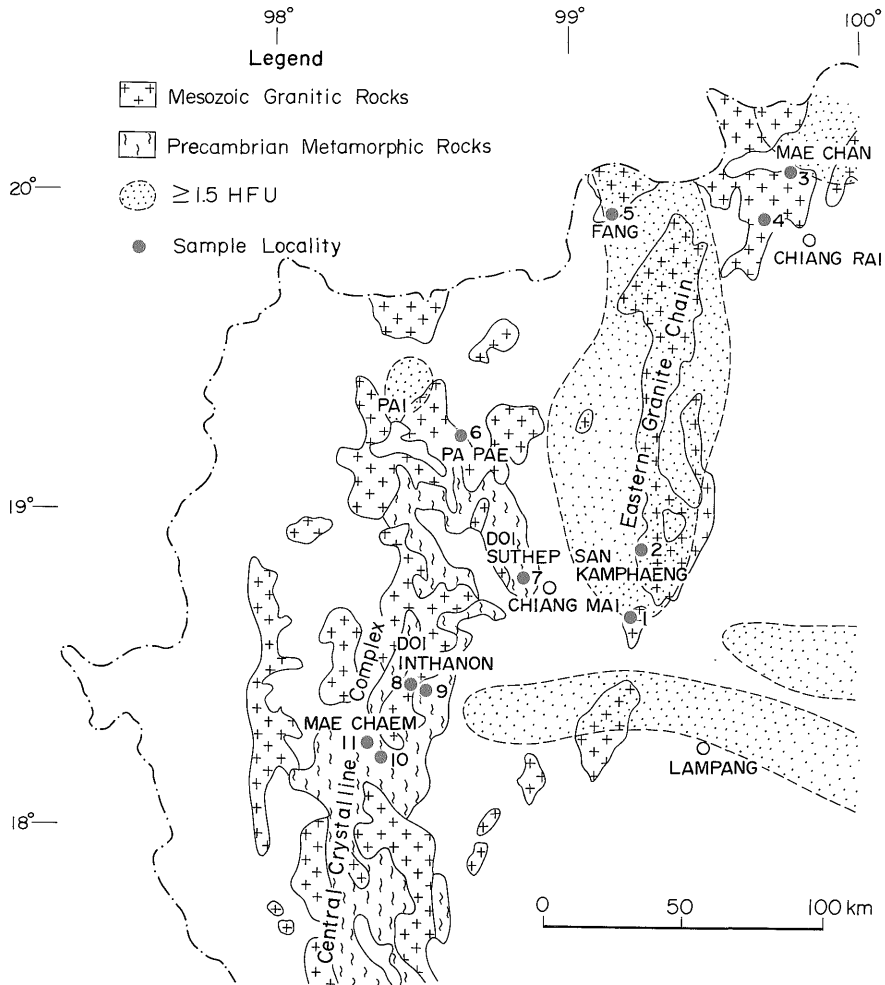 98°
99°
100°
Legend
Mesozoic Granitic Rocks
Precambrian Metamorphic Rocks
≥1.5 HFU
Sample Locality
20°
19°
18°
MAE CHAN
3
4
CHIANG RAI
5
FANG
Eastern Granite Chain
PAI
6
PA PAE
DOI
SUTHEP
7
CHIANG MAI
SAN
KAMPHAENG
2
1
DOI
INTHANON
8
9
MAE CHAEM
11
10
Central Crystalline Complex
LAMPANG
0
50
100 km